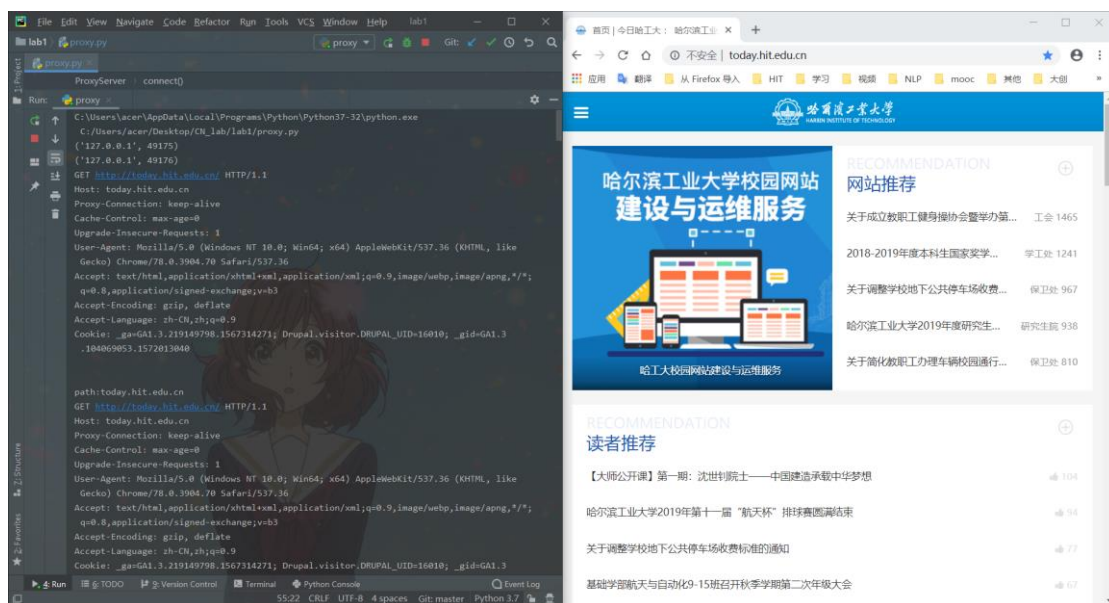 File Edit View Navigate Code Refactor Run Tools VCS Window Help lab1
lab1 proxy.py proxy Git:
proxy.py
ProxyServer connect()
1: Project
Run: proxy
C:\Users\acer\AppData\Local\Programs\Python\Python37-32\python.exe
C:/Users/acer/Desktop/CN_lab/lab1/proxy.py
('127.0.0.1', 49175)
('127.0.0.1', 49176)
GET http://today.hit.edu.cn/ HTTP/1.1
Host: today.hit.edu.cn
Proxy-Connection: keep-alive
Cache-Control: max-age=0
Upgrade-Insecure-Requests: 1
User-Agent: Mozilla/5.0 (Windows NT 10.0; Win64; x64) AppleWebKit/537.36 (KHTML, like
Gecko) Chrome/78.0.3904.70 Safari/537.36
Accept: text/html,application/xhtml+xml,application/xml;q=0.9,image/webp,image/apng,*/*;
q=0.8,application/signed-exchange;v=b3
Accept-Encoding: gzip, deflate
Accept-Language: zh-CN,zh;q=0.9
Cookie: _ga=GA1.3.219149798.1567314271; Drupal.visitor.DRUPAL_UID=16010; _gid=GA1.3
.104069053.1572013040
path:today.hit.edu.cn
GET http://today.hit.edu.cn/ HTTP/1.1
Host: today.hit.edu.cn
Proxy-Connection: keep-alive
Cache-Control: max-age=0
Upgrade-Insecure-Requests: 1
User-Agent: Mozilla/5.0 (Windows NT 10.0; Win64; x64) AppleWebKit/537.36 (KHTML, like
Gecko) Chrome/78.0.3904.70 Safari/537.36
Accept: text/html,application/xhtml+xml,application/xml;q=0.9,image/webp,image/apng,*/*;
q=0.8,application/signed-exchange;v=b3
Accept-Encoding: gzip, deflate
Accept-Language: zh-CN,zh;q=0.9
Cookie: _ga=GA1.3.219149798.1567314271; Drupal.visitor.DRUPAL_UID=16010; _gid=GA1.3
Z: Structure
2: Favorites
4: Run 6: TODO 9: Version Control Terminal Python Console Event Log
55:22 CRLF UTF-8 4 spaces Git: master Python 3.7
首页 | 今日哈工大： 哈尔滨工业
不安全 | today.hit.edu.cn
应用 翻译 从 Firefox 导入 HIT 学习 视频 NLP mooc 其他 大创
哈尔滨工业大学
HARBIN INSTITUTE OF TECHNOLOGY
哈尔滨工业大学校园网站
建设与运维服务
哈工大校园网站建设与运维服务
RECOMMENDATION
网站推荐
关于成立教职工健身操协会暨举办第... 工会 1465
2018-2019年度本科生国家奖学... 学工处 1241
关于调整学校地下公共停车场收费... 保卫处 967
哈尔滨工业大学2019年度研究生... 研究生院 938
关于简化教职工办理车辆校园通行... 保卫处 810
RECOMMENDATION
读者推荐
【大师公开课】第一期：沈世钊院士——中国建造承载中华梦想 104
哈尔滨工业大学2019年第十一届“航天杯”排球赛圆满结束 94
关于调整学校地下公共停车场收费标准的通知 77
基础学部航天与自动化9-15班召开秋季学期第二次年级大会 67